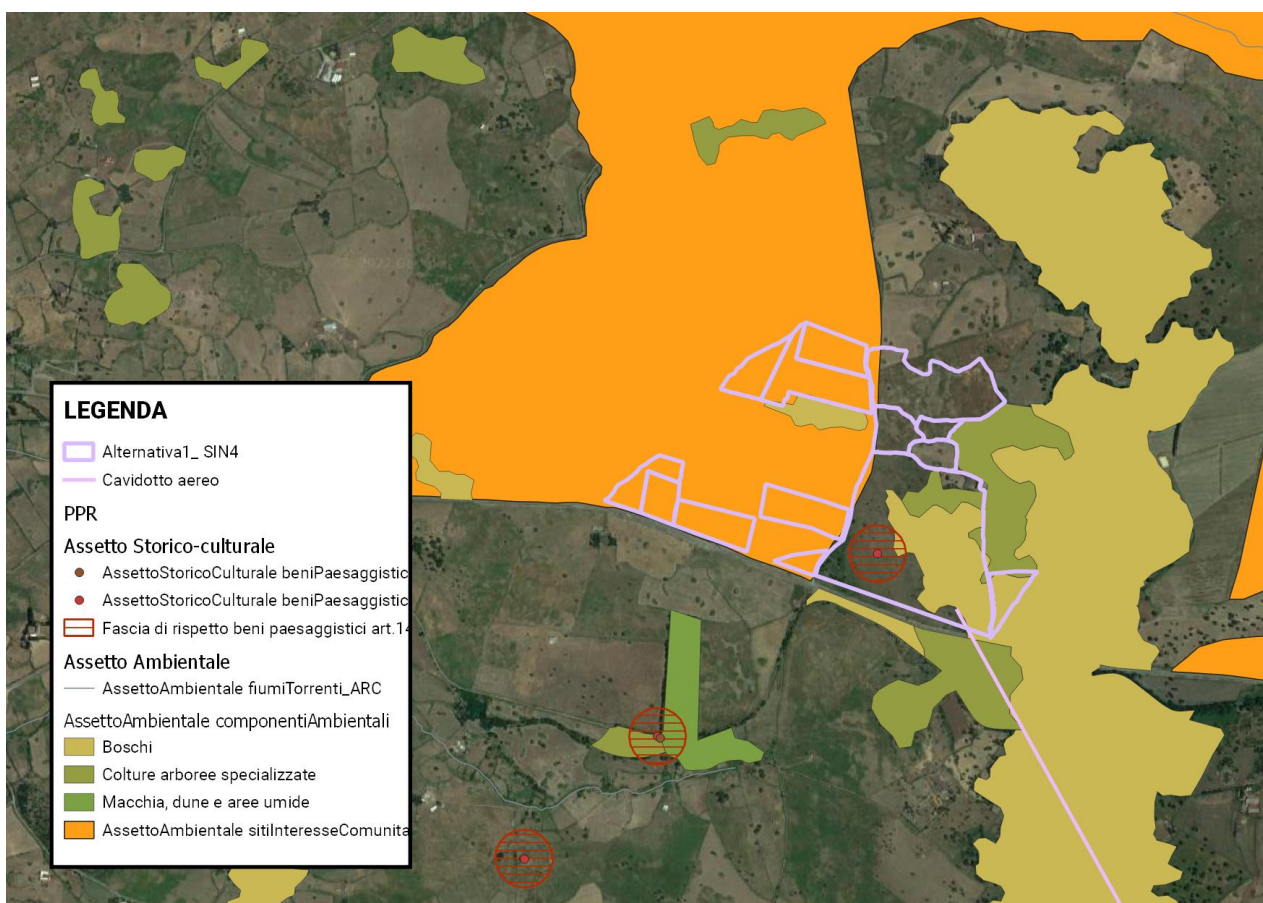 LEGENDA
Alternativa1_ SIN4
Cavidotto aereo
PPR
Assetto Storico-culturale
AssettoStoricoCulturale beniPaesaggistic
AssettoStoricoCulturale beniPaesaggistic
Fascia di rispetto beni paesaggistici art.14
Assetto Ambientale
AssettoAmbientale fiumiTorrenti_ARC
AssettoAmbientale componentiAmbientali
Boschi
Colture arboree specializzate
Macchia, dune e aree umide
AssettoAmbientale sitiInteresseComunita